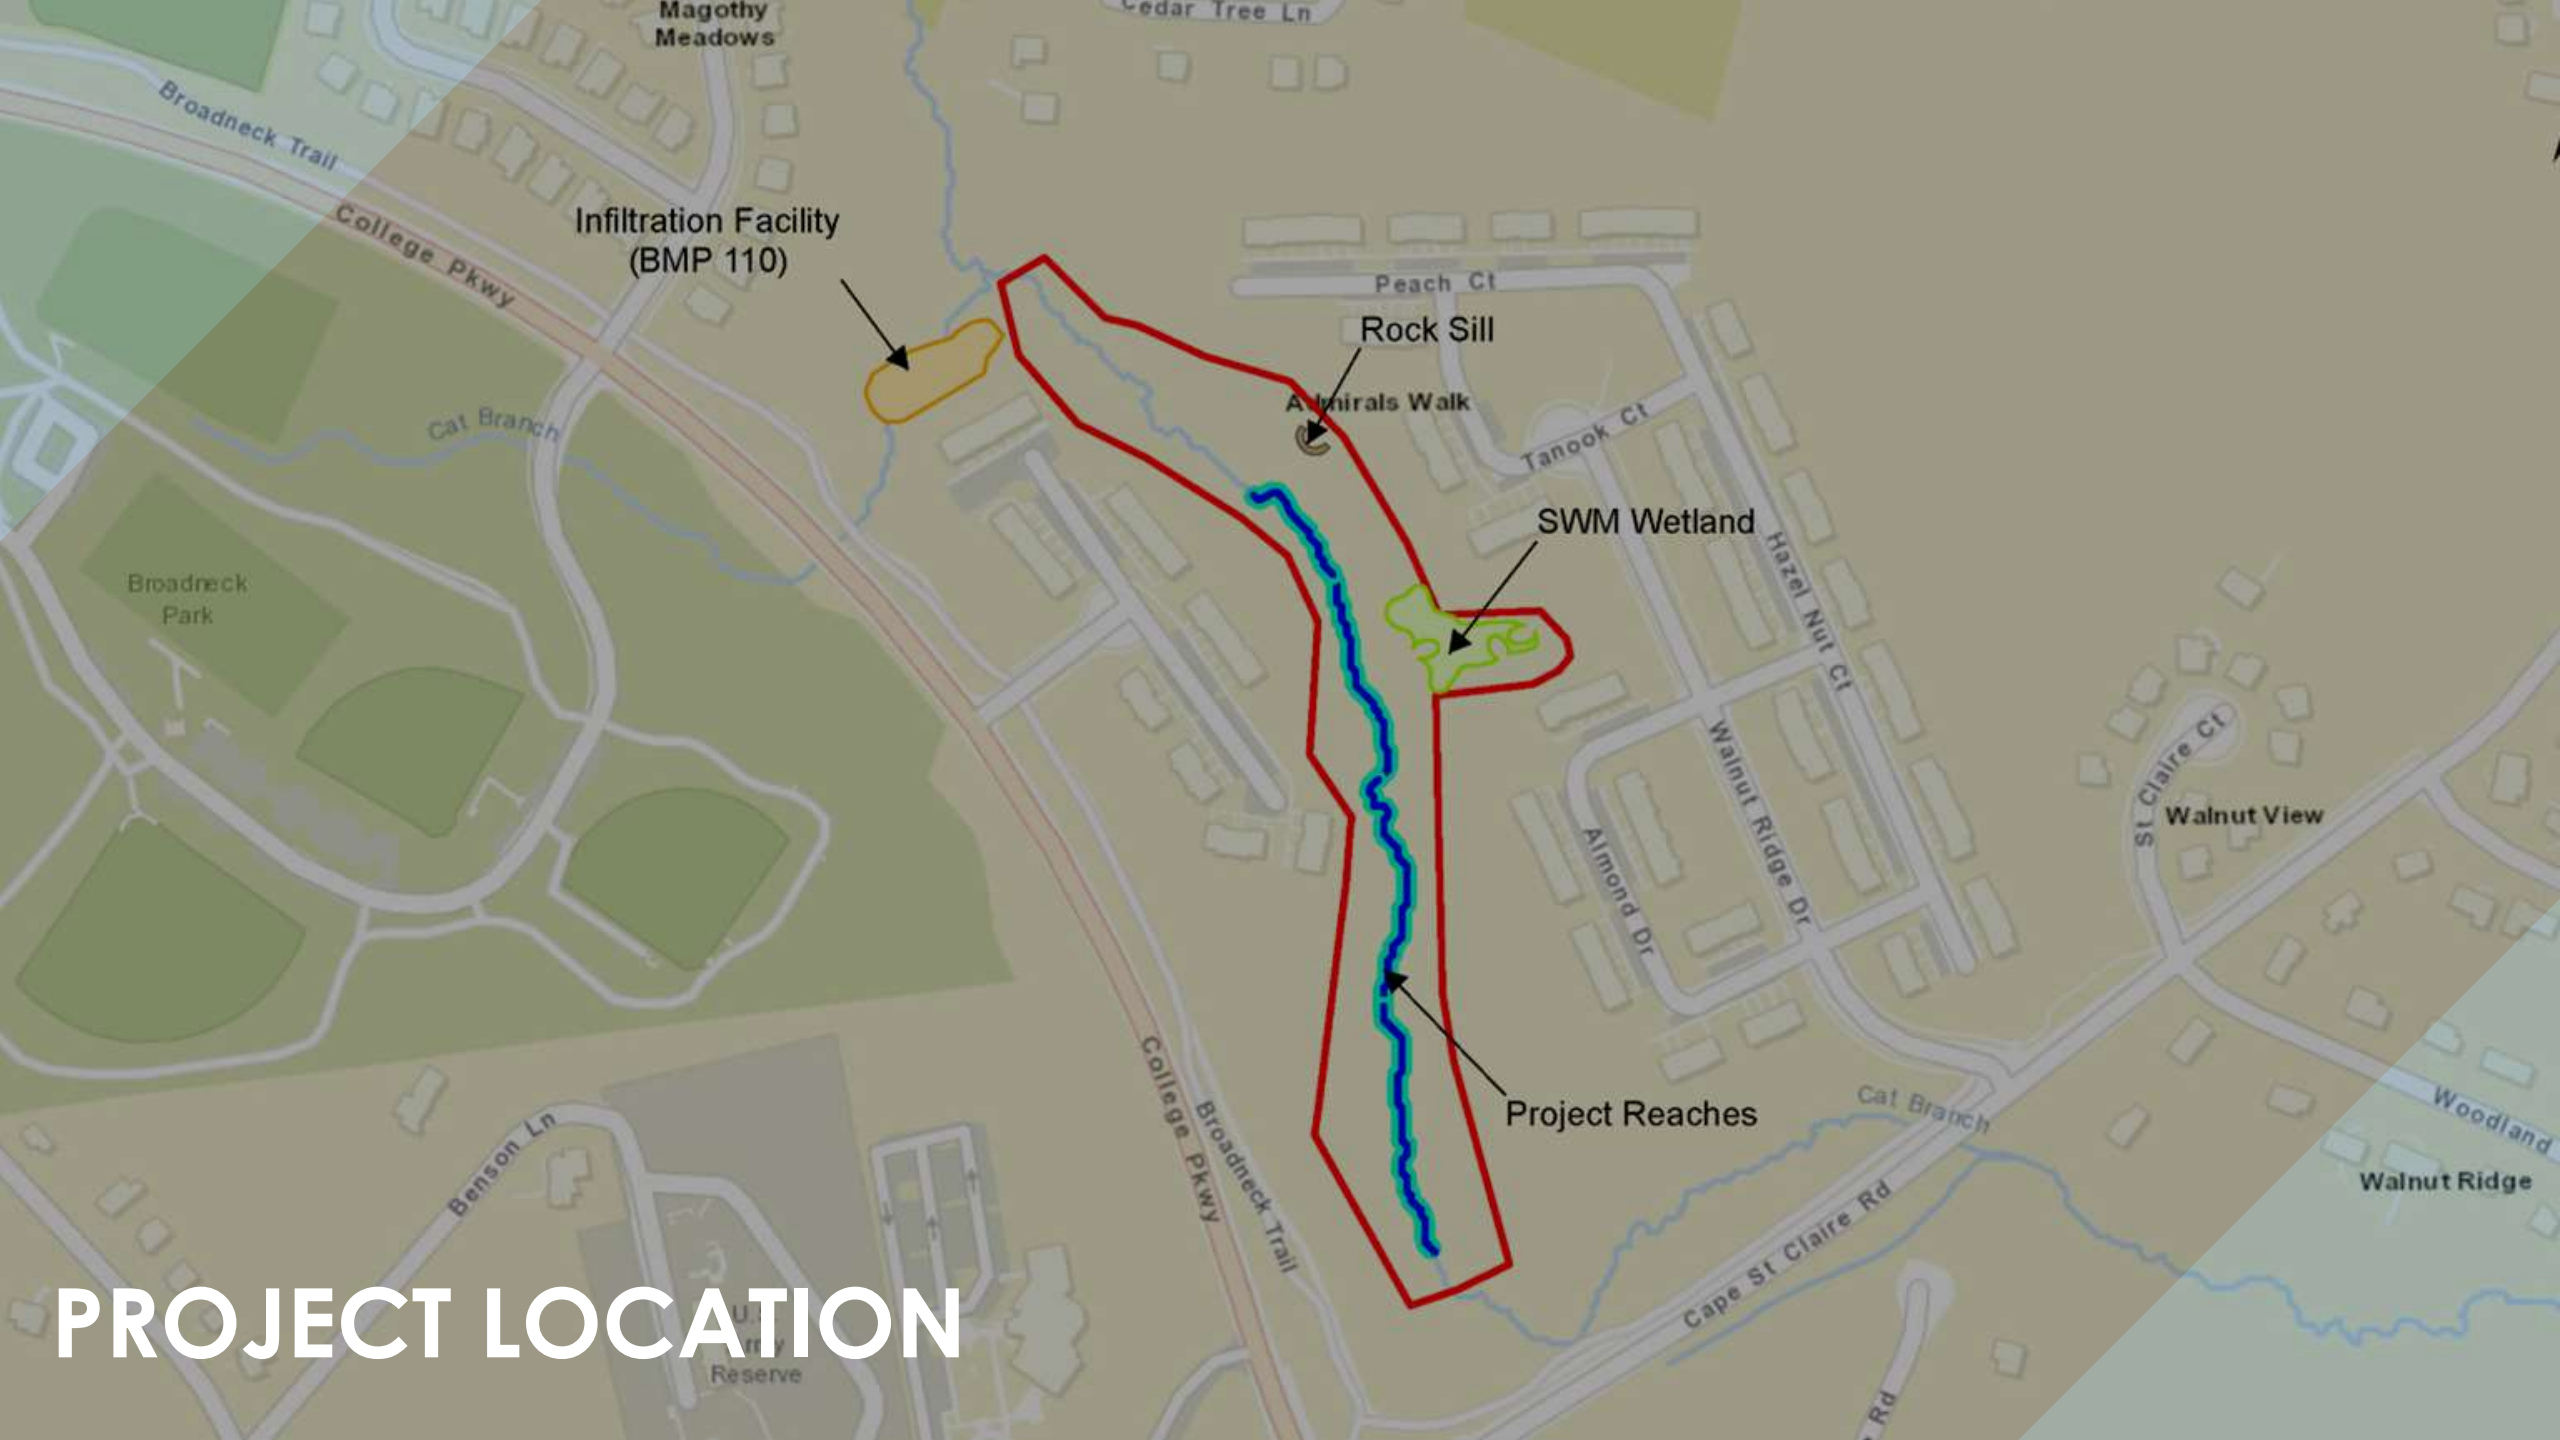 Magothy
Meadows
Cedar Tree Ln
Broadneck Trail
College Pkwy
Infiltration Facility
(BMP 110)
Peach Ct
Rock Sill
Admirals Walk
Cat Branch
Tanook Ct
SWM Wetland
Hazel Nut Ct
Broadneck
Park
St Claire Ct
Walnut Ridge Dr
Walnut View
Almond Dr
College Pkwy
Broadneck Trail
Project Reaches
Cat Branch
Woodland
Benson Ln
Walnut Ridge
Cape St Claire Rd
PROJECT LOCATION
Reserve
Rd